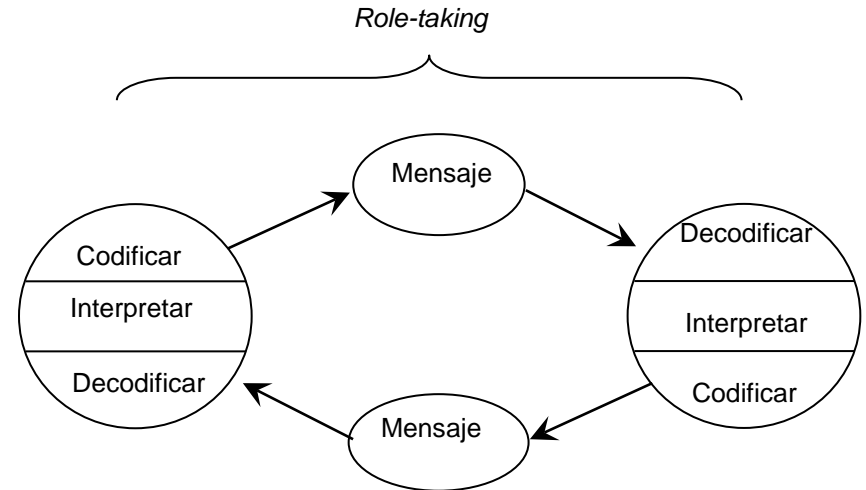 Role-taking
Mensaje
Codificar
Interpretar
Decodificar
Decodificar
Interpretar
Codificar
Mensaje